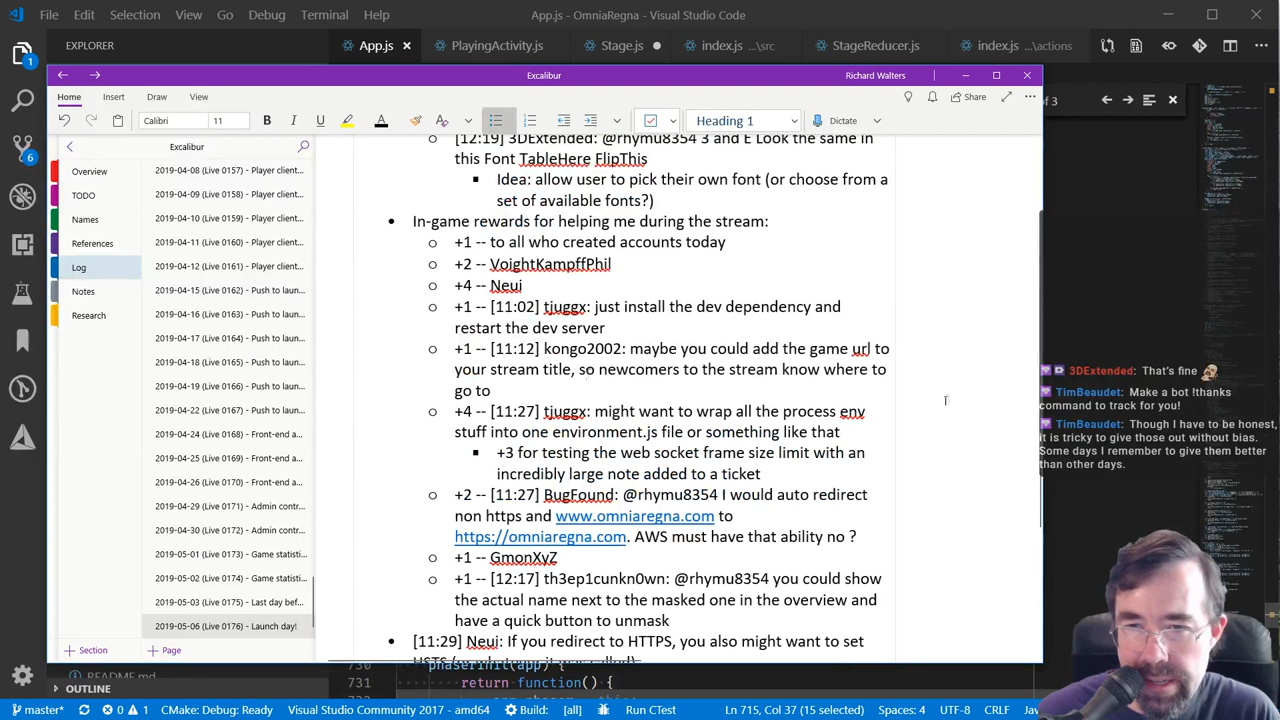 File Edit Selection View Go Debug Terminal Help App.js - OmniaRegna - Visual Studio Code
EXPLORER App.js PlayingActivity.js Stage.js index.js ...\src StageReducer.js index.js ...\actions
Excalibur Richard Walters
of 3
Home Insert Draw View Share
Calibri 11 B I U A Heading 1 Dictate
Excalibur
Overview
TODO
Names
References
Log
Notes
Research
2019-04-08 (Live 0157) - Player client...
2019-04-09 (Live 0158) - Player client...
2019-04-10 (Live 0159) - Player client...
2019-04-11 (Live 0160) - Player client...
2019-04-12 (Live 0161) - Player client...
2019-04-15 (Live 0162) - Push to laun...
2019-04-16 (Live 0163) - Push to laun...
2019-04-17 (Live 0164) - Push to laun...
2019-04-18 (Live 0165) - Push to laun...
2019-04-19 (Live 0166) - Push to laun...
2019-04-22 (Live 0167) - Push to laun...
2019-04-24 (Live 0168) - Front-end a...
2019-04-25 (Live 0169) - Front-end a...
2019-04-26 (Live 0170) - Front-end a...
2019-04-29 (Live 0171) - Admin contr...
2019-04-30 (Live 0172) - Admin contr...
2019-05-01 (Live 0173) - Game statisti...
2019-05-02 (Live 0174) - Game statisti...
2019-05-03 (Live 0175) - Last day bef...
2019-05-06 (Live 0176) - Launch day!
Section Page
[12:19] 3DExtended: @rhymu8354 3 and E Look the same in
this Font TableHere FlipThis
Idea: allow user to pick their own font (or choose from a
set of available fonts?)
In-game rewards for helping me during the stream:
+1 -- to all who created accounts today
+2 -- VoightKampffPhil
+4 -- Neui
+1 -- [11:02] tjuggx: just install the dev dependency and
restart the dev server
+1 -- [11:12] kongo2002: maybe you could add the game url to
your stream title, so newcomers to the stream know where to
go to
+4 -- [11:27] tjuggx: might want to wrap all the process env
stuff into one environment.js file or something like that
+3 for testing the web socket frame size limit with an
incredibly large note added to a ticket
+2 -- [11:27] BugFound: @rhymu8354 I would auto redirect
non https and www.omniaregna.com to
https://omniaregna.com. AWS must have that ability no ?
+1 -- GmanXyZ
+1 -- [12:17] th3ep1cunkn0wn: @rhymu8354 you could show
the actual name next to the masked one in the overview and
have a quick button to unmask
[11:29] Neui: If you redirect to HTTPS, you also might want to set
3DExtended: That's fine
TimBeaudet: Make a bot !thanks
command to track for you!
TimBeaudet: Though I have to be honest,
it is tricky to give those out without bias.
Some days I remember to give them better
than other days.
README.md
OUTLINE
730 phaserInit(app) {
731 return function() {
master* 0 1 CMake: Debug: Ready Visual Studio Community 2017 - amd64 Build: [all] Run CTest Ln 715, Col 37 (15 selected) Spaces: 4 UTF-8 CRLF